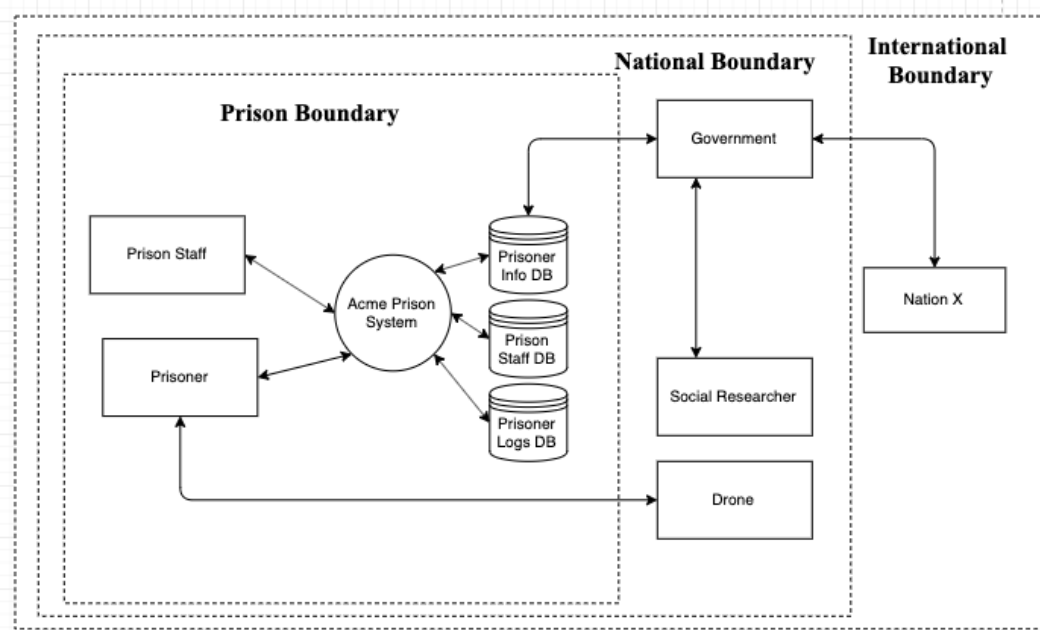 International
Boundary
National Boundary
Prison Boundary
Government
Prison Staff
Prisoner
Info DB
Nation X
Acme Prison
System
Prison
Staff DB
Prisoner
Social Researcher
Prisoner
Logs DB
Drone